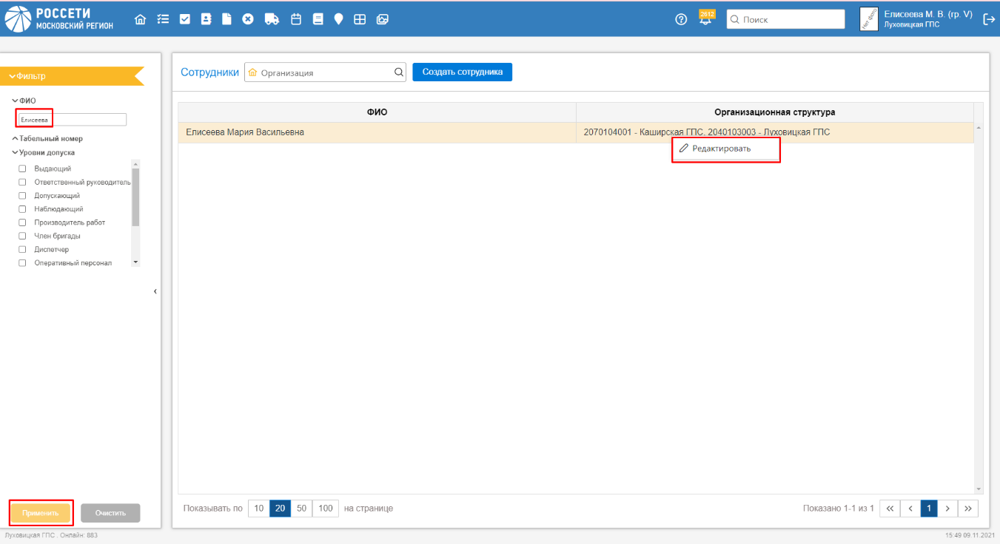 РОССЕТИ
МОСКОВСКИЙ РЕГИОН
2612
Поиск
Нет фото
Елисеева М. В. (гр. V)
Луховицкая ГПС
Фильтр
ФИО
Елисеева
Табельный номер
Уровни допуска
Выдающий
Ответственный руководитель
Допускающий
Наблюдающий
Производитель работ
Член бригады
Диспетчер
Оперативный персонал
Применить
Очистить
Сотрудники
Организация
Создать сотрудника
ФИО
Организационная структура
Елисеева Мария Васильевна
2070104001 - Каширская ГПС, 2040103003 - Луховицкая ГПС
Редактировать
Показывать по 10 20 50 100 на странице
Показано 1-1 из 1
1
Луховицкая ГПС . Онлайн: 883
15:49 09.11.2021